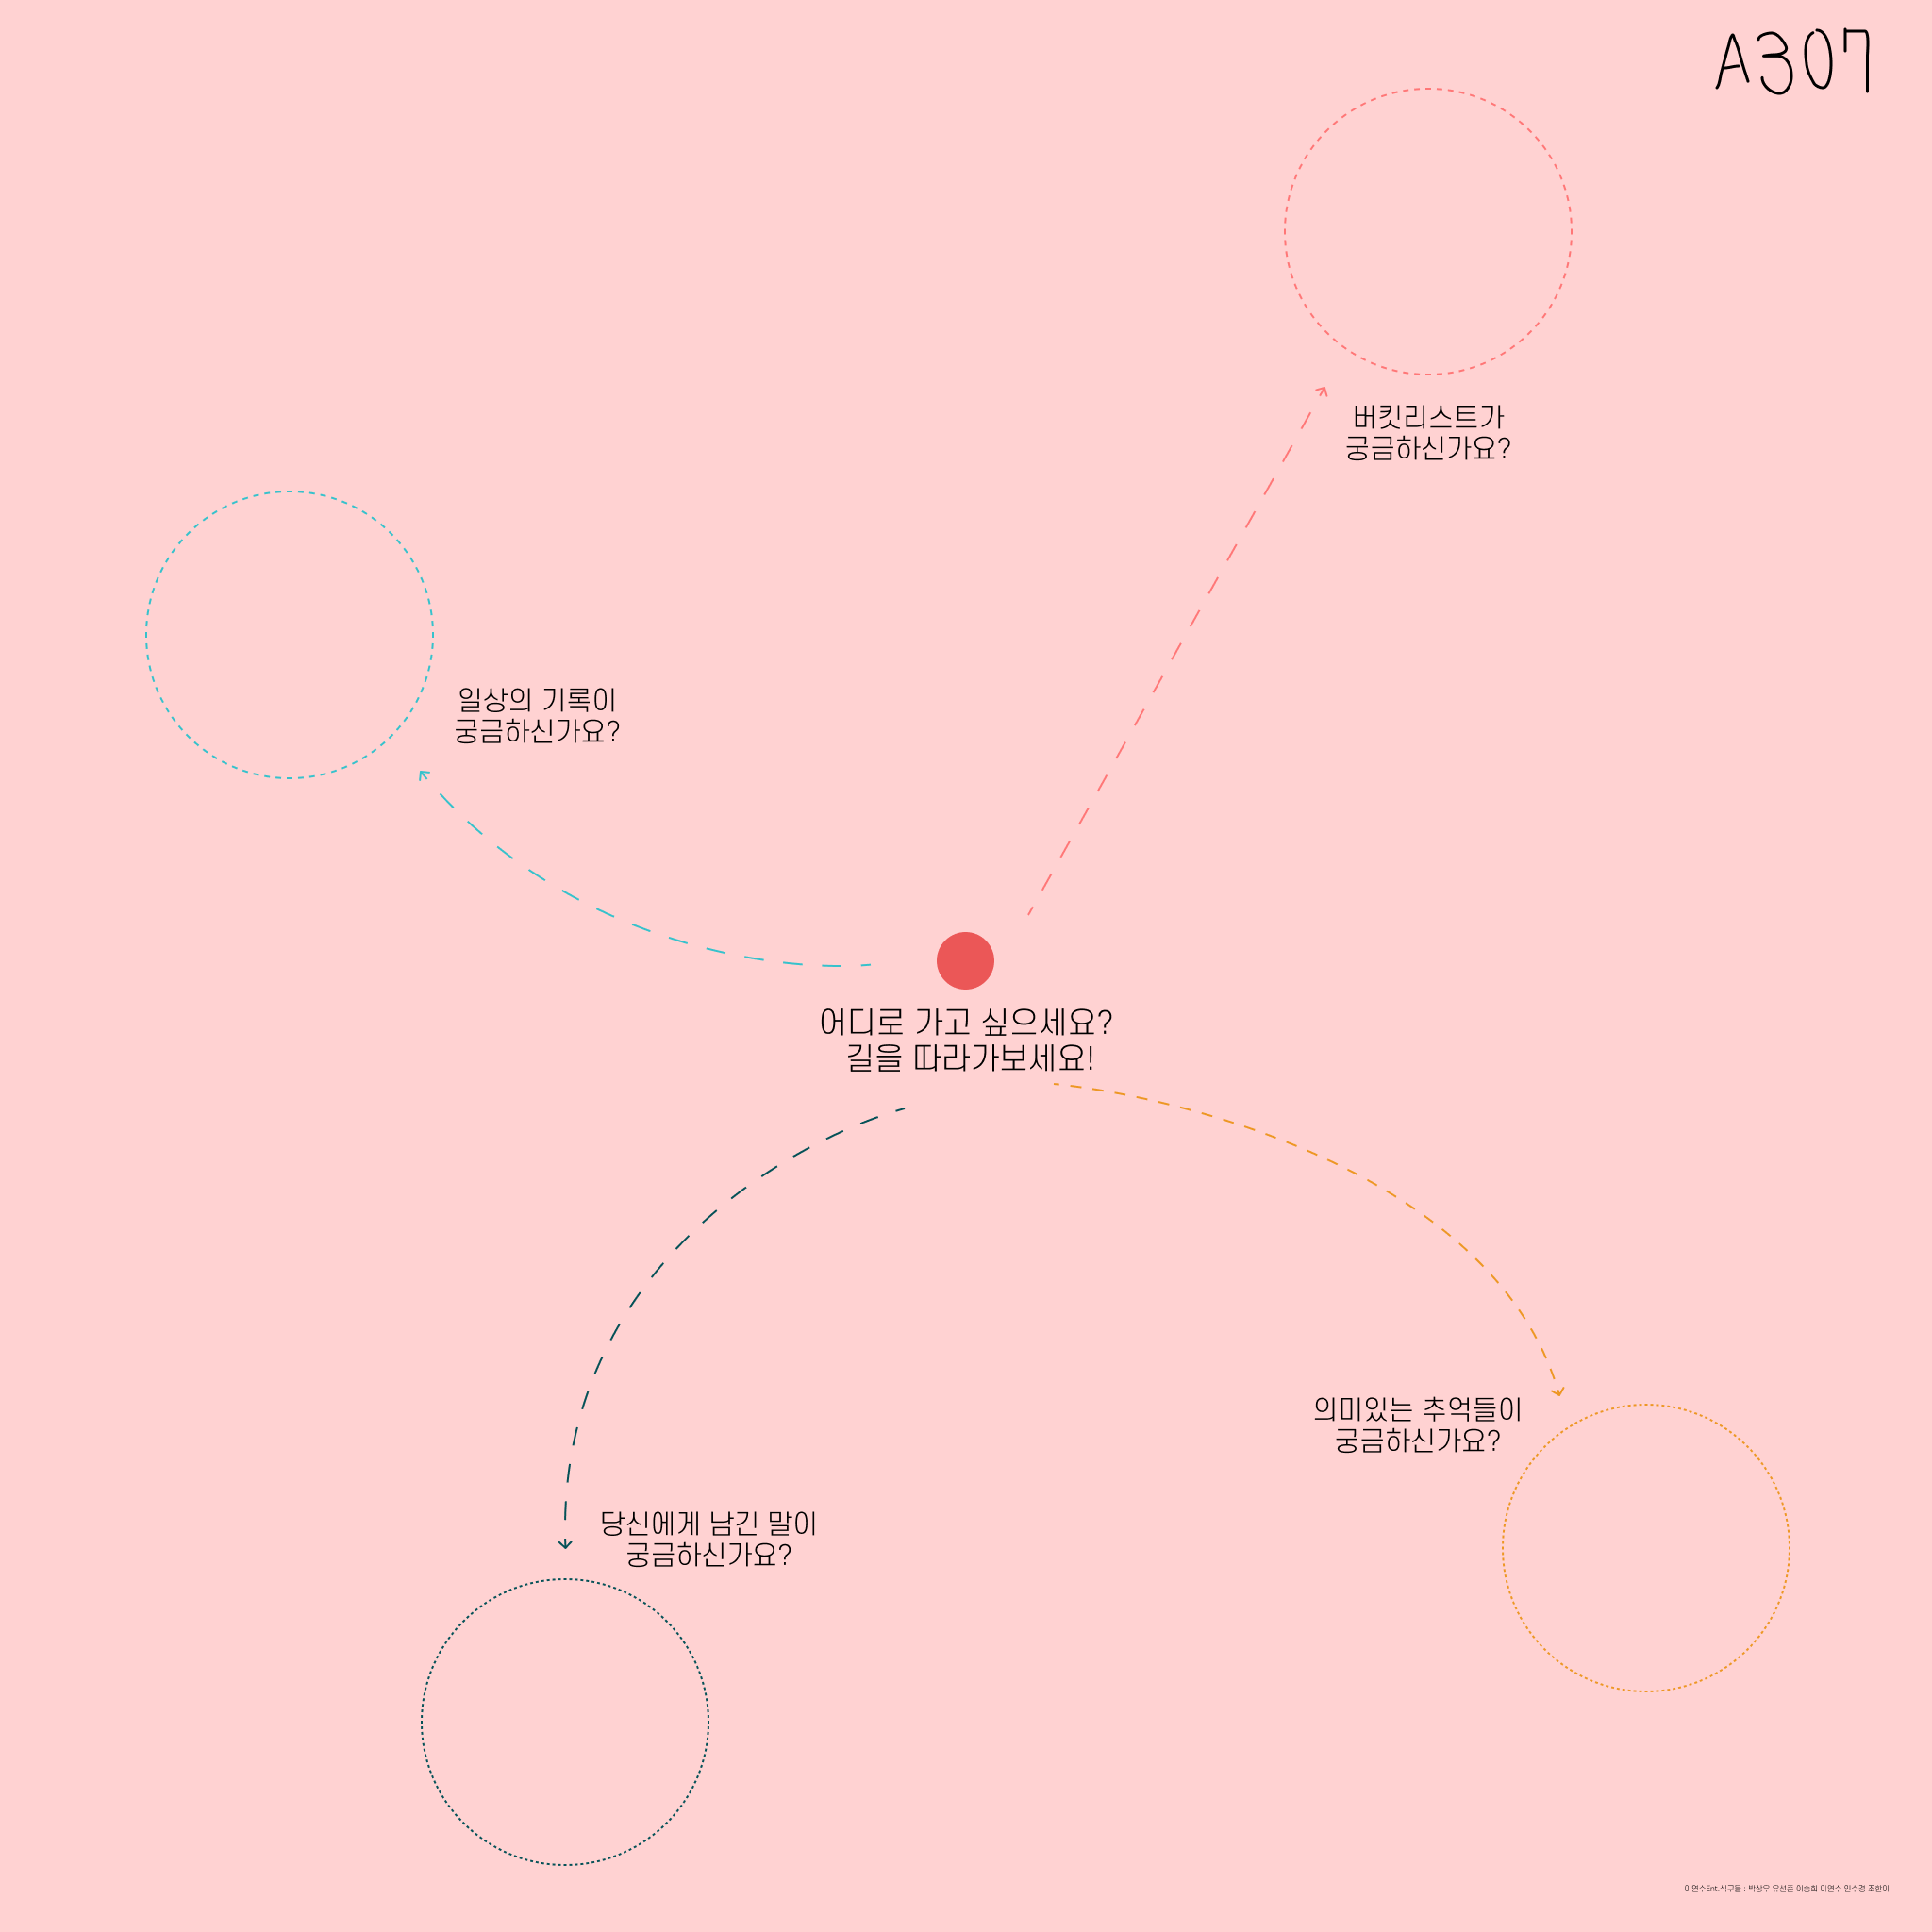 A307
버킷리스트가
궁금하신가요?
일상의 기록이
궁금하신가요?
어디로 가고 싶으세요?
길을 따라가보세요!
의미있는 추억들이
궁금하신가요?
당신에게 남긴 말이
궁금하신가요?
이연수Ent.식구들 : 박상우 유선준 이승희 이연수 인수경 조한이